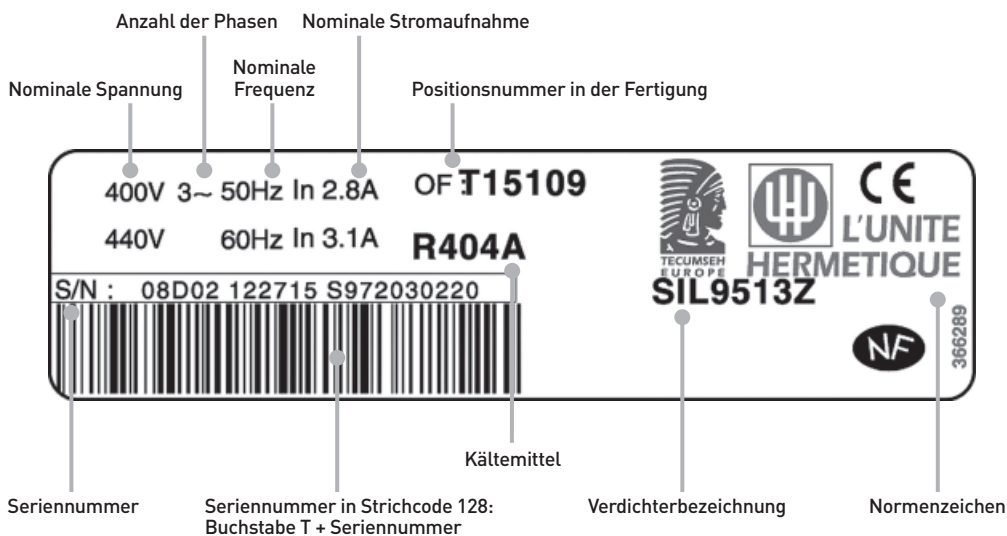 Anzahl der Phasen
Nominale Stromaufnahme
Nominale Spannung
Nominale
Frequenz
Positionsnummer in der Fertigung
400V 3~ 50Hz In 2.8A
OF : T15109
440V 60Hz In 3.1A
R404A
S/N : 08D02 122715 S972030220
TECUMSEH
EUROPE
CE
L'UNITE
HERMETIQUE
SIL9513Z
NF
366289
Kältemittel
Seriennummer
Seriennummer in Strichcode 128:
Buchstabe T + Seriennummer
Verdichterbezeichnung
Normenzeichen